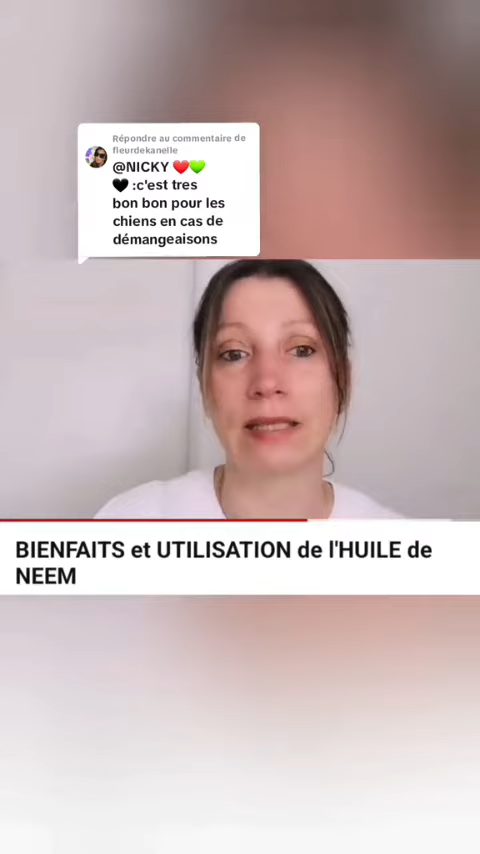 Répondre au commentaire de
fleurdekanelle
@NICKY ❤️💚
🖤 :c'est tres
bon bon pour les
chiens en cas de
démangeaisons
BIENFAITS et UTILISATION de l'HUILE de
NEEM